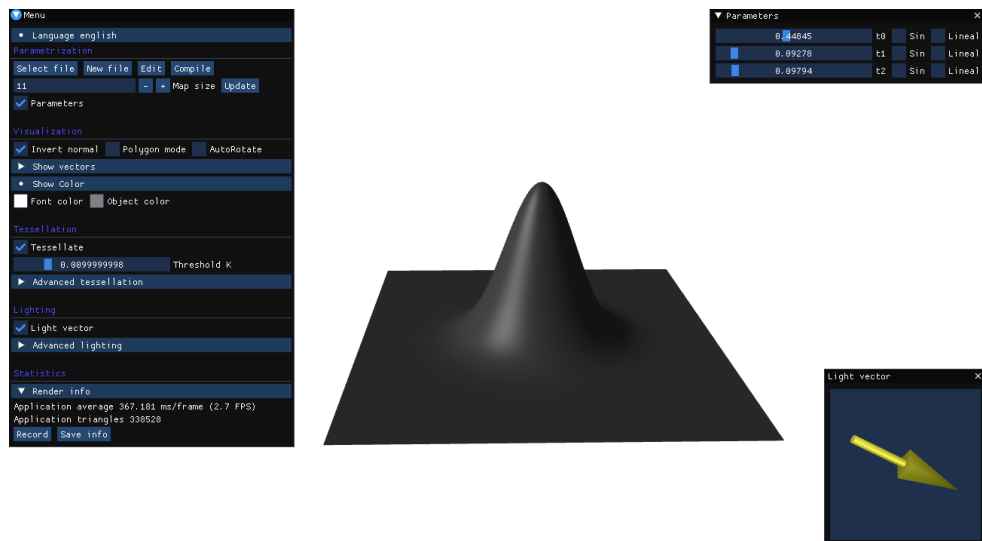 Menu
Language english
Parametrization
Select file New file Edit Compile
11 - + Map size Update
Parameters
Visualization
Invert normal Polygon mode AutoRotate
Show vectors
Show Color
Font color Object color
Tessellation
Tessellate
0.0099999998 Threshold K
Advanced tessellation
Lighting
Light vector
Advanced lighting
Statistics
Render info
Application average 367.181 ms/frame (2.7 FPS)
Application triangles 338528
Record Save info
Parameters
0.44845 t0 Sin Lineal
0.09278 t1 Sin Lineal
0.09794 t2 Sin Lineal
Light vector